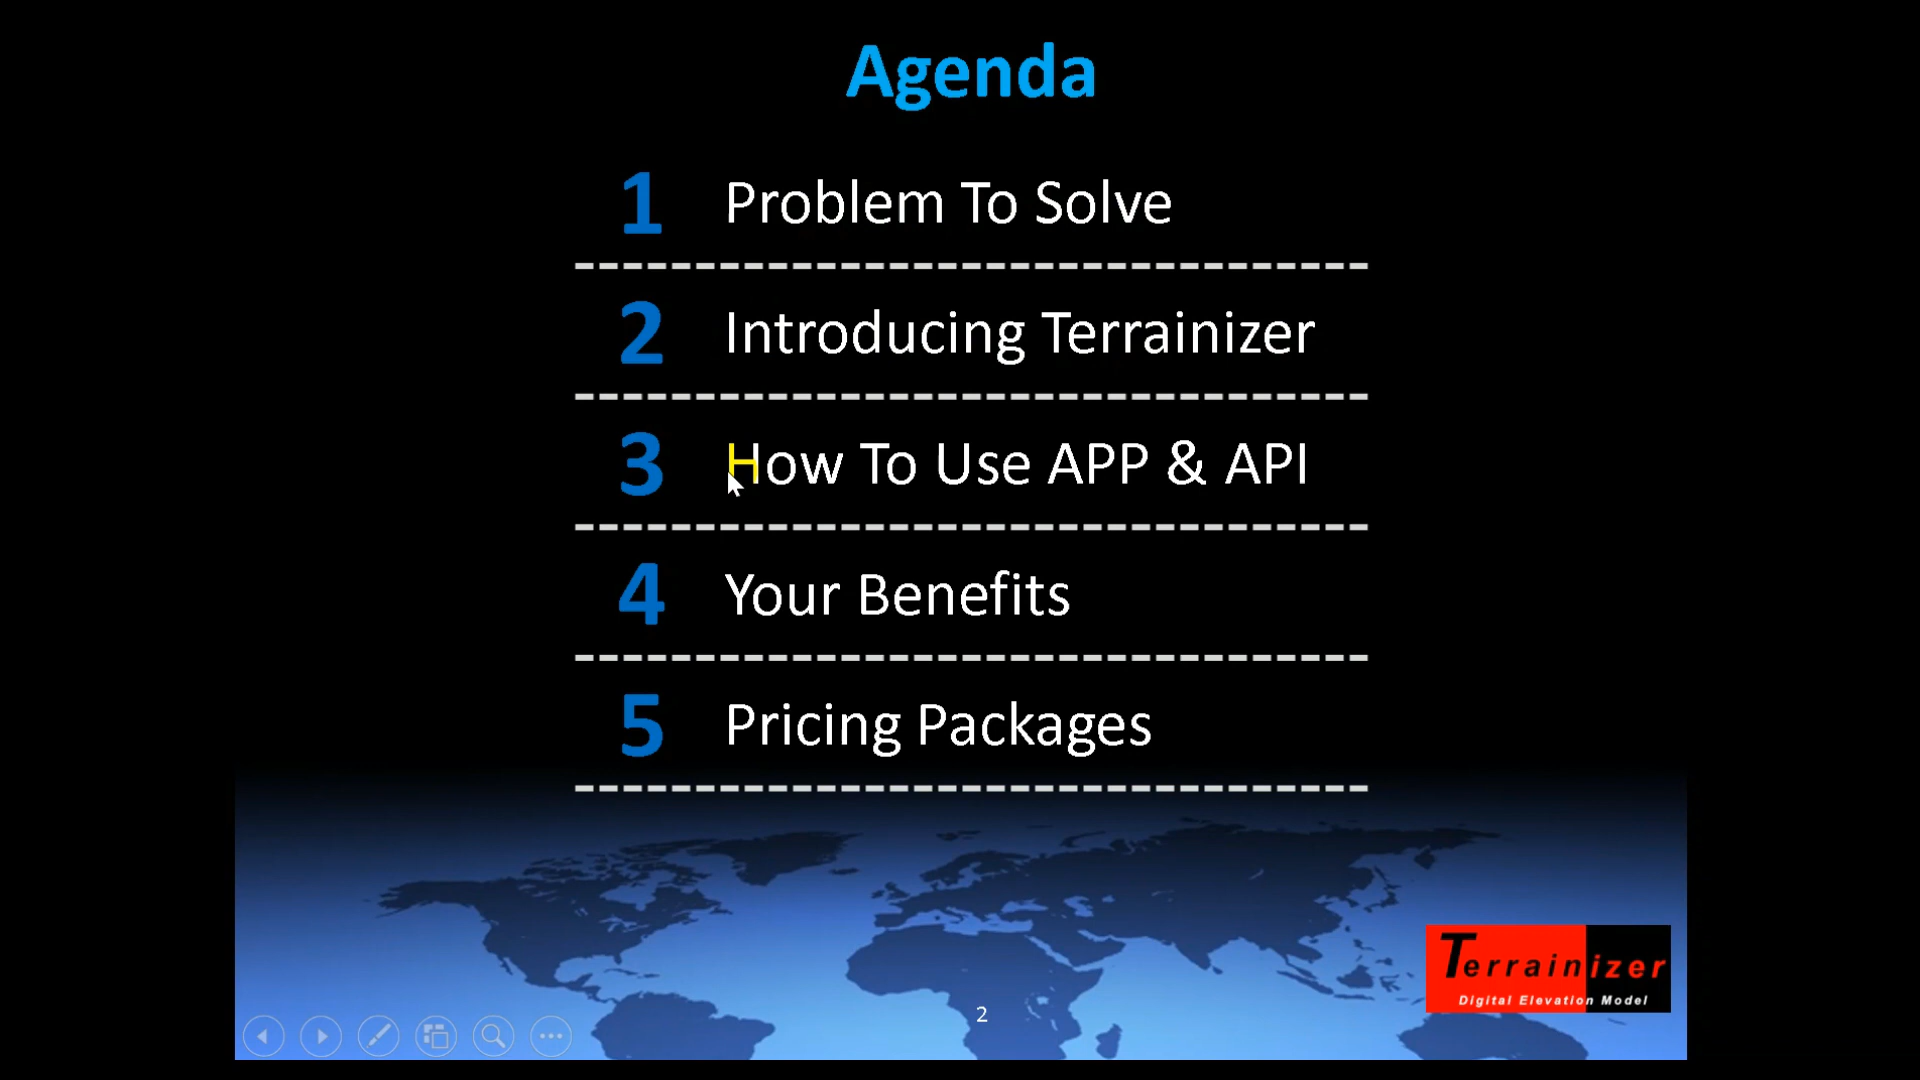 Agenda
1 Problem To Solve
2 Introducing Terrainizer
3 How To Use APP & API
4 Your Benefits
5 Pricing Packages
Terrainizer
Digital Elevation Model
2